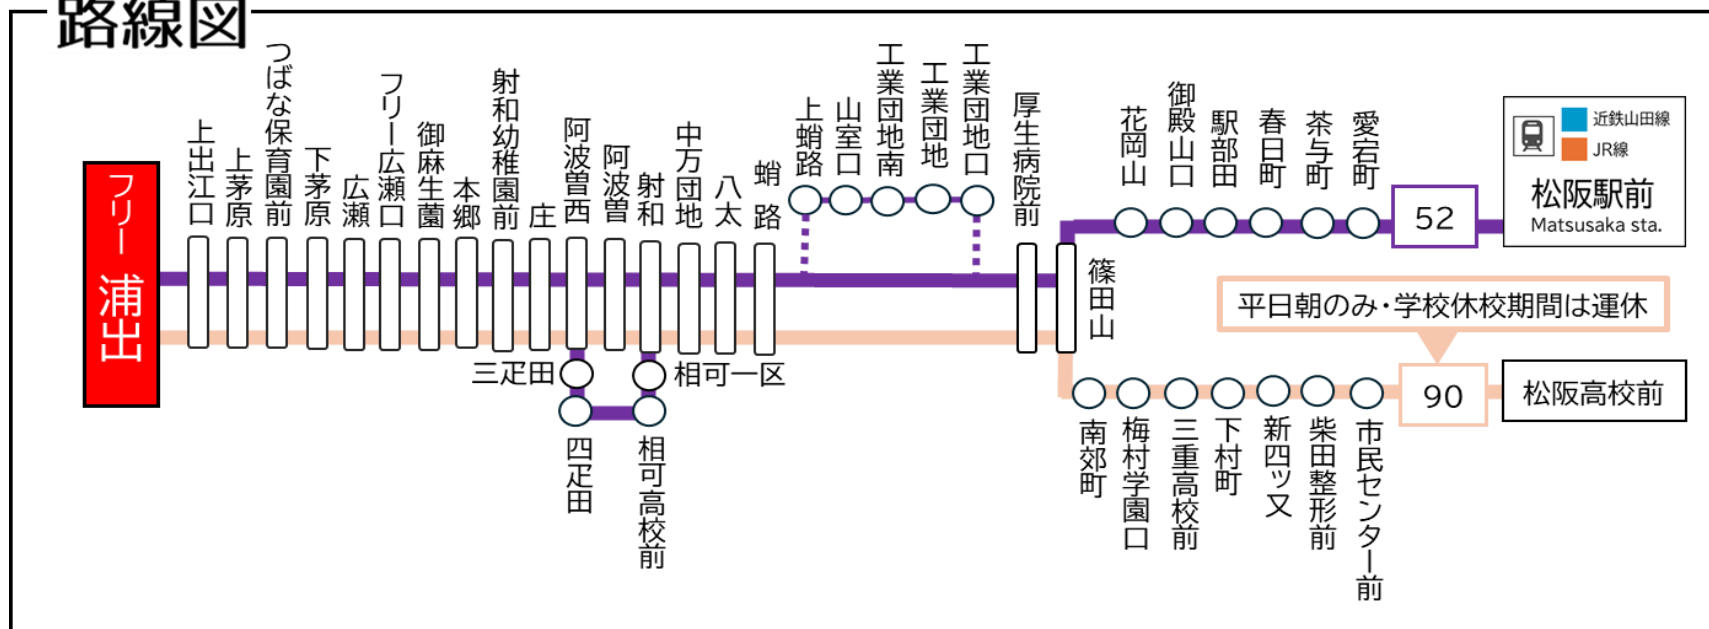 路線図
フリー 浦出
上出江口
上茅原
つばな保育園前
下茅原
広瀬
フリー広瀬口
御麻生薗
本郷
射和幼稚園前
庄
阿波曽西
阿波曽
射和
中万団地
八太
蛸路
上蛸路
山室口
工業団地南
工業団地
工業団地口
厚生病院前
篠田山
花岡山
御殿山口
駅部田
春日町
茶与町
愛宕町
52
近鉄山田線
JR線
松阪駅前
Matsusaka sta.
三疋田
四疋田
相可高校前
相可一区
平日朝のみ・学校休校期間は運休
南郊町
梅村学園口
三重高校前
下村町
新四ッ又
柴田整形前
市民センター前
90
松阪高校前